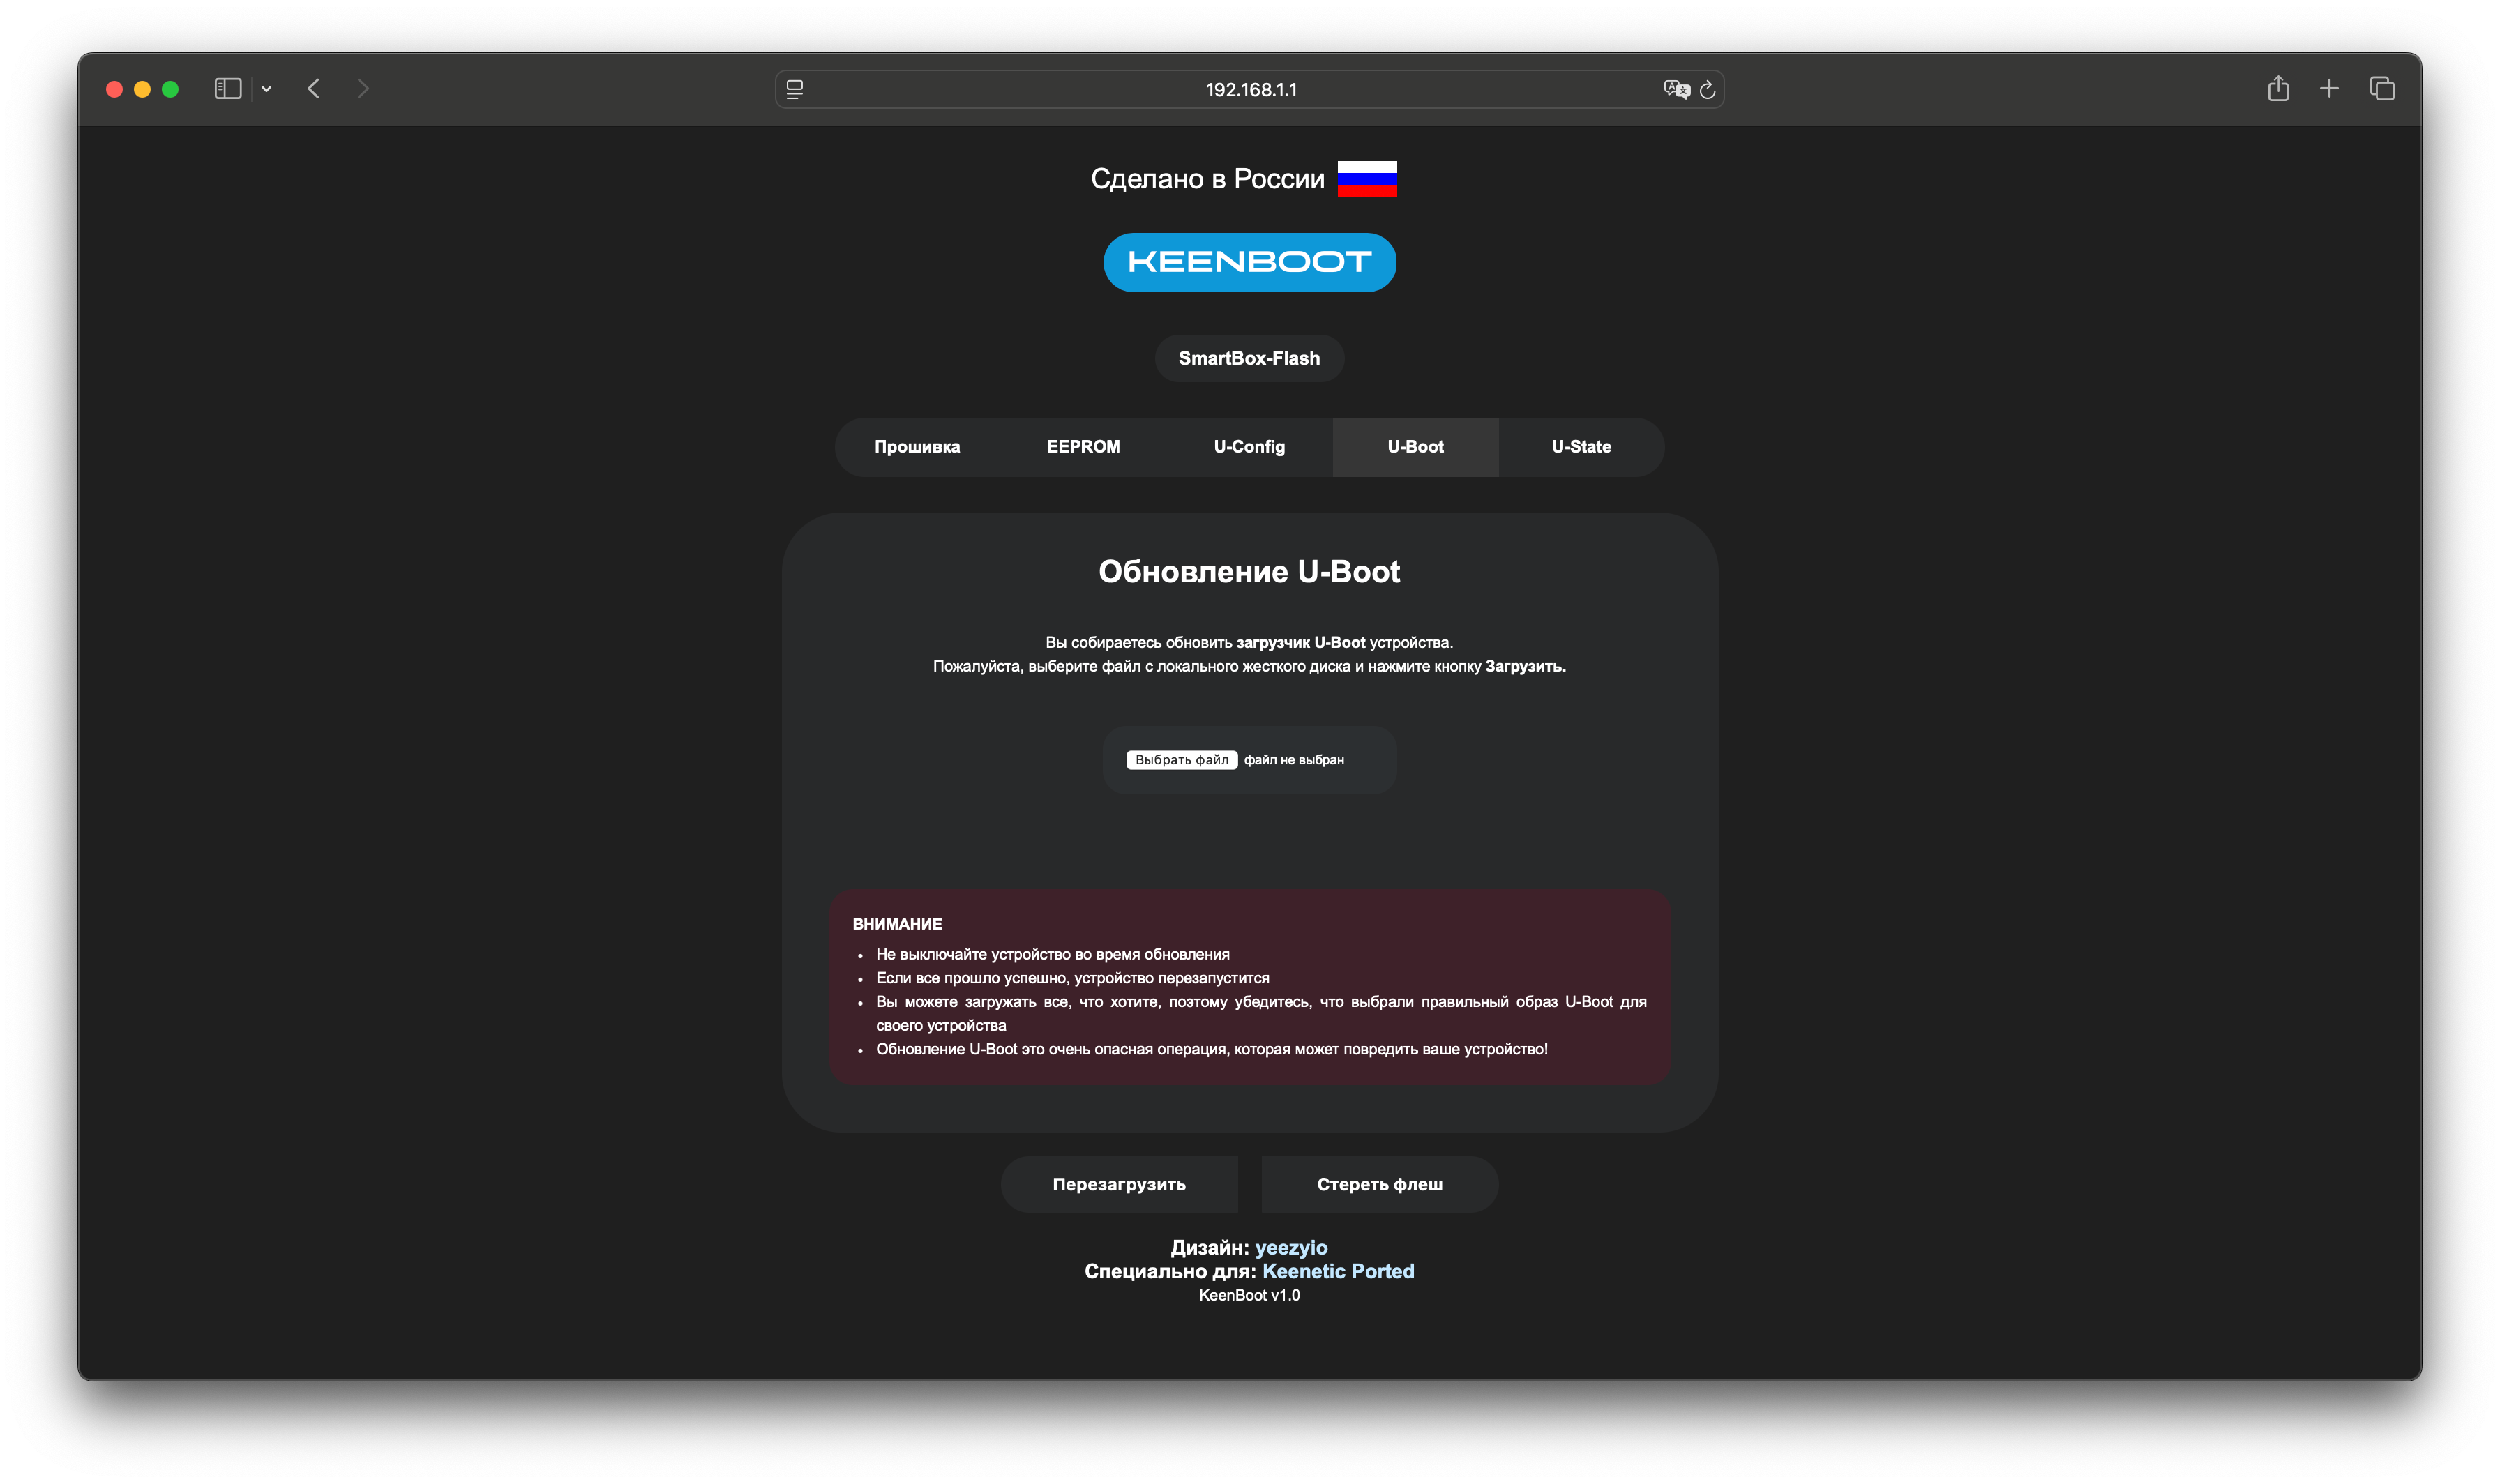 192.168.1.1
Сделано в России
KEENBOOT
SmartBox-Flash
Прошивка
EEPROM
U-Config
U-Boot
U-State
Обновление U-Boot
Вы собираетесь обновить загрузчик U-Boot устройства.
Пожалуйста, выберите файл с локального жесткого диска и нажмите кнопку Загрузить.
Выбрать файл файл не выбран
ВНИМАНИЕ
• Не выключайте устройство во время обновления
• Если все прошло успешно, устройство перезапустится
• Вы можете загружать все, что хотите, поэтому убедитесь, что выбрали правильный образ U-Boot для
своего устройства
• Обновление U-Boot это очень опасная операция, которая может повредить ваше устройство!
Перезагрузить
Стереть флеш
Дизайн: yeezyio
Специально для: Keenetic Ported
KeenBoot v1.0